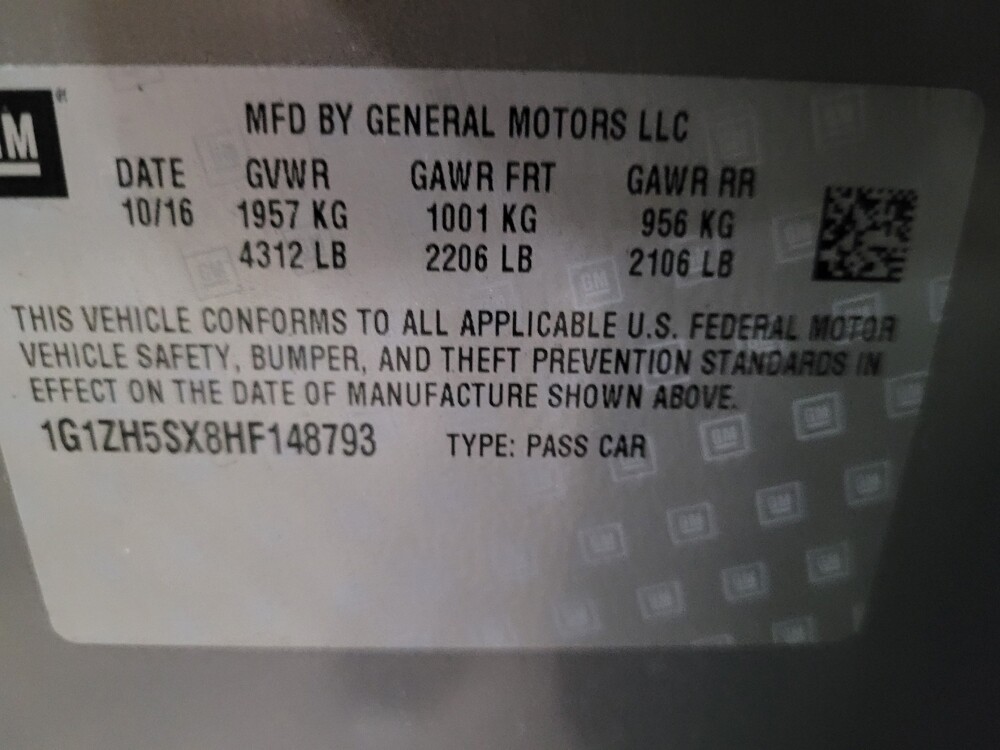 GM
MFD BY GENERAL MOTORS LLC
DATE GVWR GAWR FRT GAWR RR
10/16 1957 KG 1001 KG 956 KG
4312 LB 2206 LB 2106 LB
THIS VEHICLE CONFORMS TO ALL APPLICABLE U.S. FEDERAL MOTOR
VEHICLE SAFETY, BUMPER, AND THEFT PREVENTION STANDARDS IN
EFFECT ON THE DATE OF MANUFACTURE SHOWN ABOVE.
1G1ZH5SX8HF148793 TYPE: PASS CAR